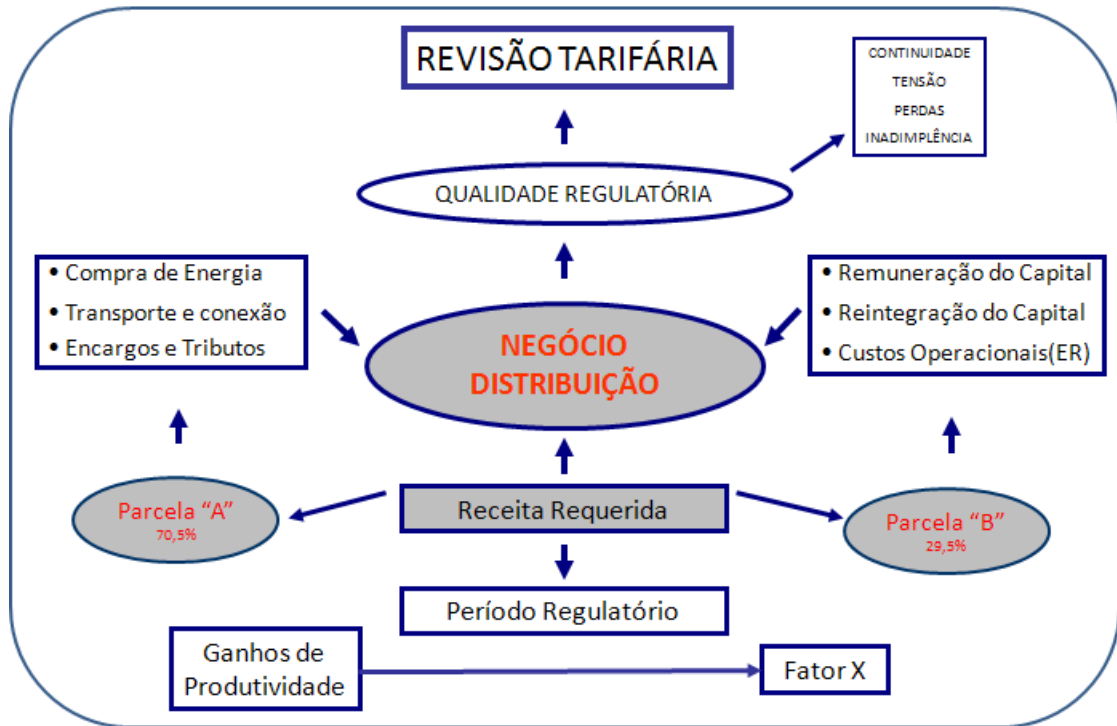 REVISÃO TARIFÁRIA
CONTINUIDADE
TENSÃO
PERDAS
INADIMPLÊNCIA
QUALIDADE REGULATÓRIA
• Compra de Energia
• Transporte e conexão
• Encargos e Tributos
NEGÓCIO
DISTRIBUIÇÃO
• Remuneração do Capital
• Reintegração do Capital
• Custos Operacionais(ER)
Parcela “A”
70,5%
Receita Requerida
Parcela “B”
29,5%
Período Regulatório
Ganhos de
Produtividade
Fator X